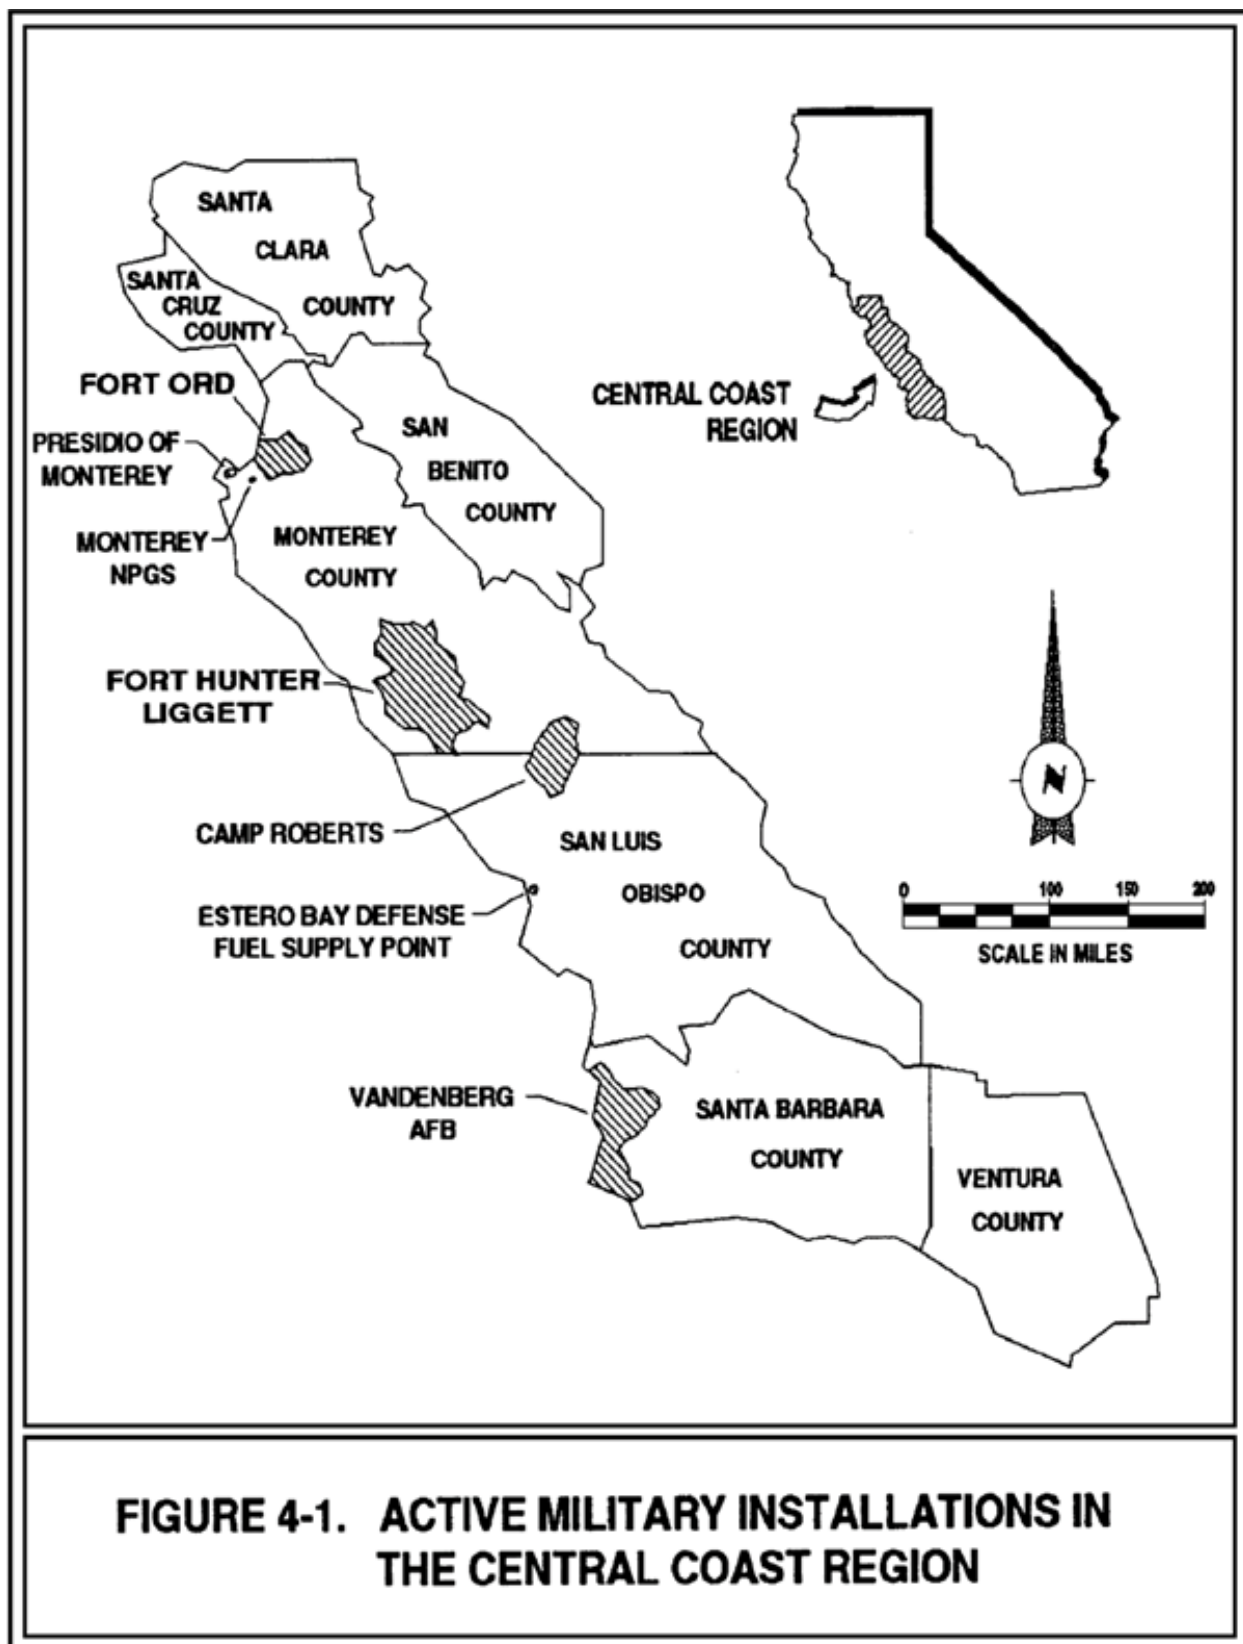 SANTA
CLARA
COUNTY
SANTA
CRUZ
COUNTY
FORT ORD
PRESIDIO OF
MONTEREY
MONTEREY
NPGS
SAN
BENITO
COUNTY
MONTEREY
COUNTY
CENTRAL COAST
REGION
FORT HUNTER
LIGGETT
CAMP ROBERTS
SAN LUIS
OBISPO
COUNTY
ESTERO BAY DEFENSE
FUEL SUPPLY POINT
N
0 100 150 200
SCALE IN MILES
VANDENBERG
AFB
SANTA BARBARA
COUNTY
VENTURA
COUNTY
FIGURE 4-1. ACTIVE MILITARY INSTALLATIONS IN
THE CENTRAL COAST REGION